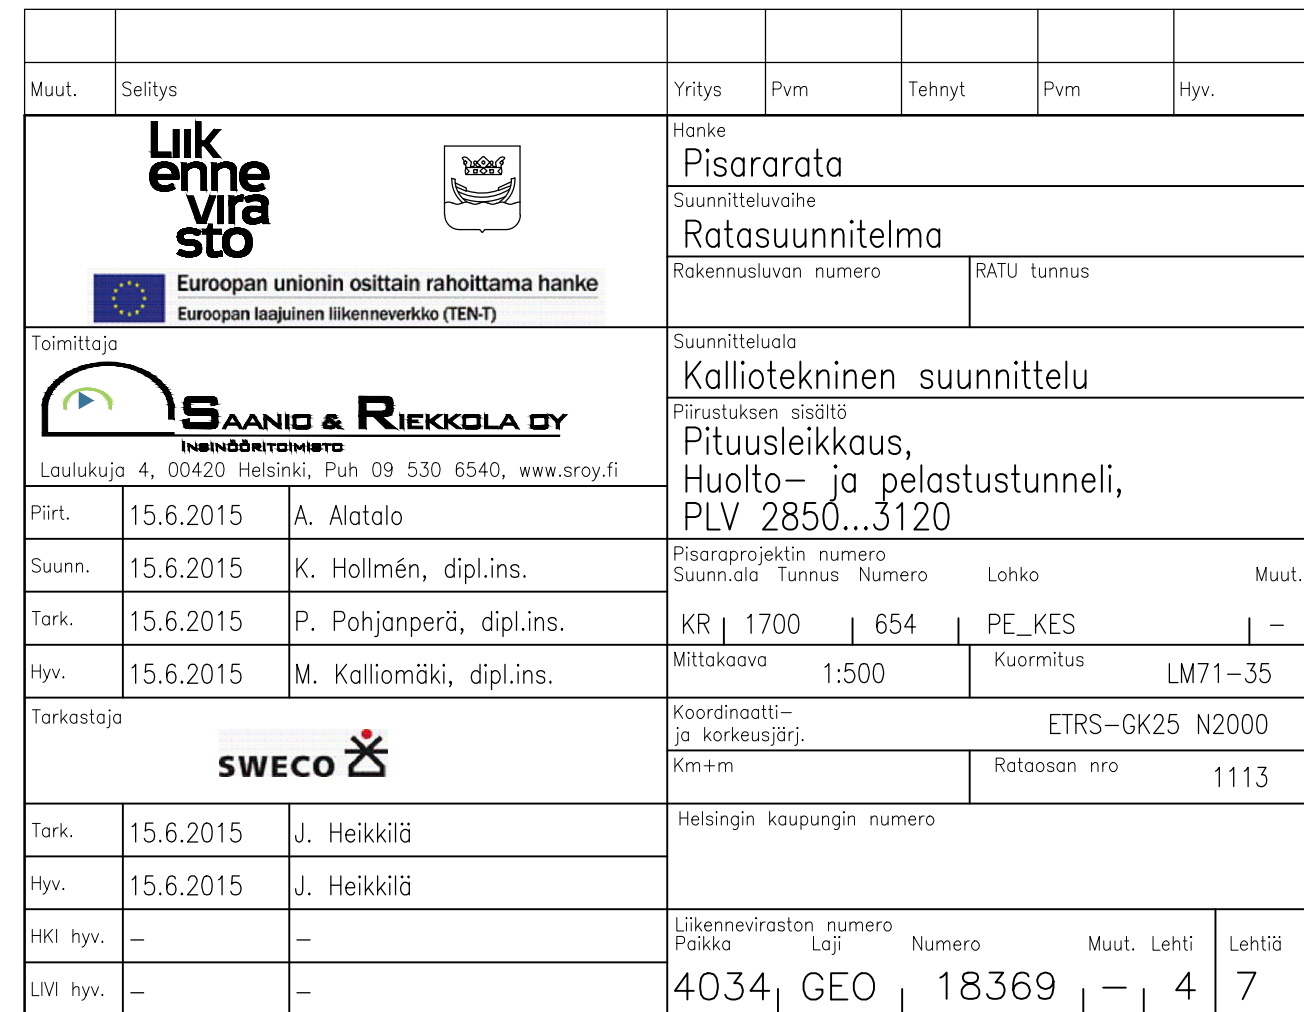 Muut. Selitys Yritys Pvm Tehnyt Pvm Hyv.
Liik
enne
vira
sto
Euroopan unionin osittain rahoittama hanke
Euroopan laajuinen liikenneverkko (TEN-T)
Hanke
Pisararata
Suunnitteluvaihe
Ratasuunnitelma
Rakennusluvan numero RATU tunnus
Toimittaja
SAANIO & RIEKKOLA OY
INSINÖÖRITOIMISTO
Laulukuja 4, 00420 Helsinki, Puh 09 530 6540, www.sroy.fi
Suunnitteluala
Kalliotekninen suunnittelu
Piirustuksen sisältö
Pituusleikkaus,
Huolto- ja pelastustunneli,
PLV 2850...3120
Piirt. 15.6.2015 A. Alatalo
Suunn. 15.6.2015 K. Hollmén, dipl.ins.
Tark. 15.6.2015 P. Pohjanperä, dipl.ins.
Hyv. 15.6.2015 M. Kalliomäki, dipl.ins.
Pisaraprojektin numero
Suunn.ala Tunnus Numero Lohko Muut.
KR 1700 654 PE_KES -
Mittakaava 1:500 Kuormitus LM71-35
Tarkastaja
SWECO
Koordinaatti-
ja korkeusjärj. ETRS-GK25 N2000
Km+m Rataosan nro 1113
Tark. 15.6.2015 J. Heikkilä
Hyv. 15.6.2015 J. Heikkilä
HKI hyv. - -
LIVI hyv. - -
Helsingin kaupungin numero
Liikenneviraston numero
Paikka Laji Numero Muut. Lehti Lehtiä
4034 GEO 18369 - 4 7